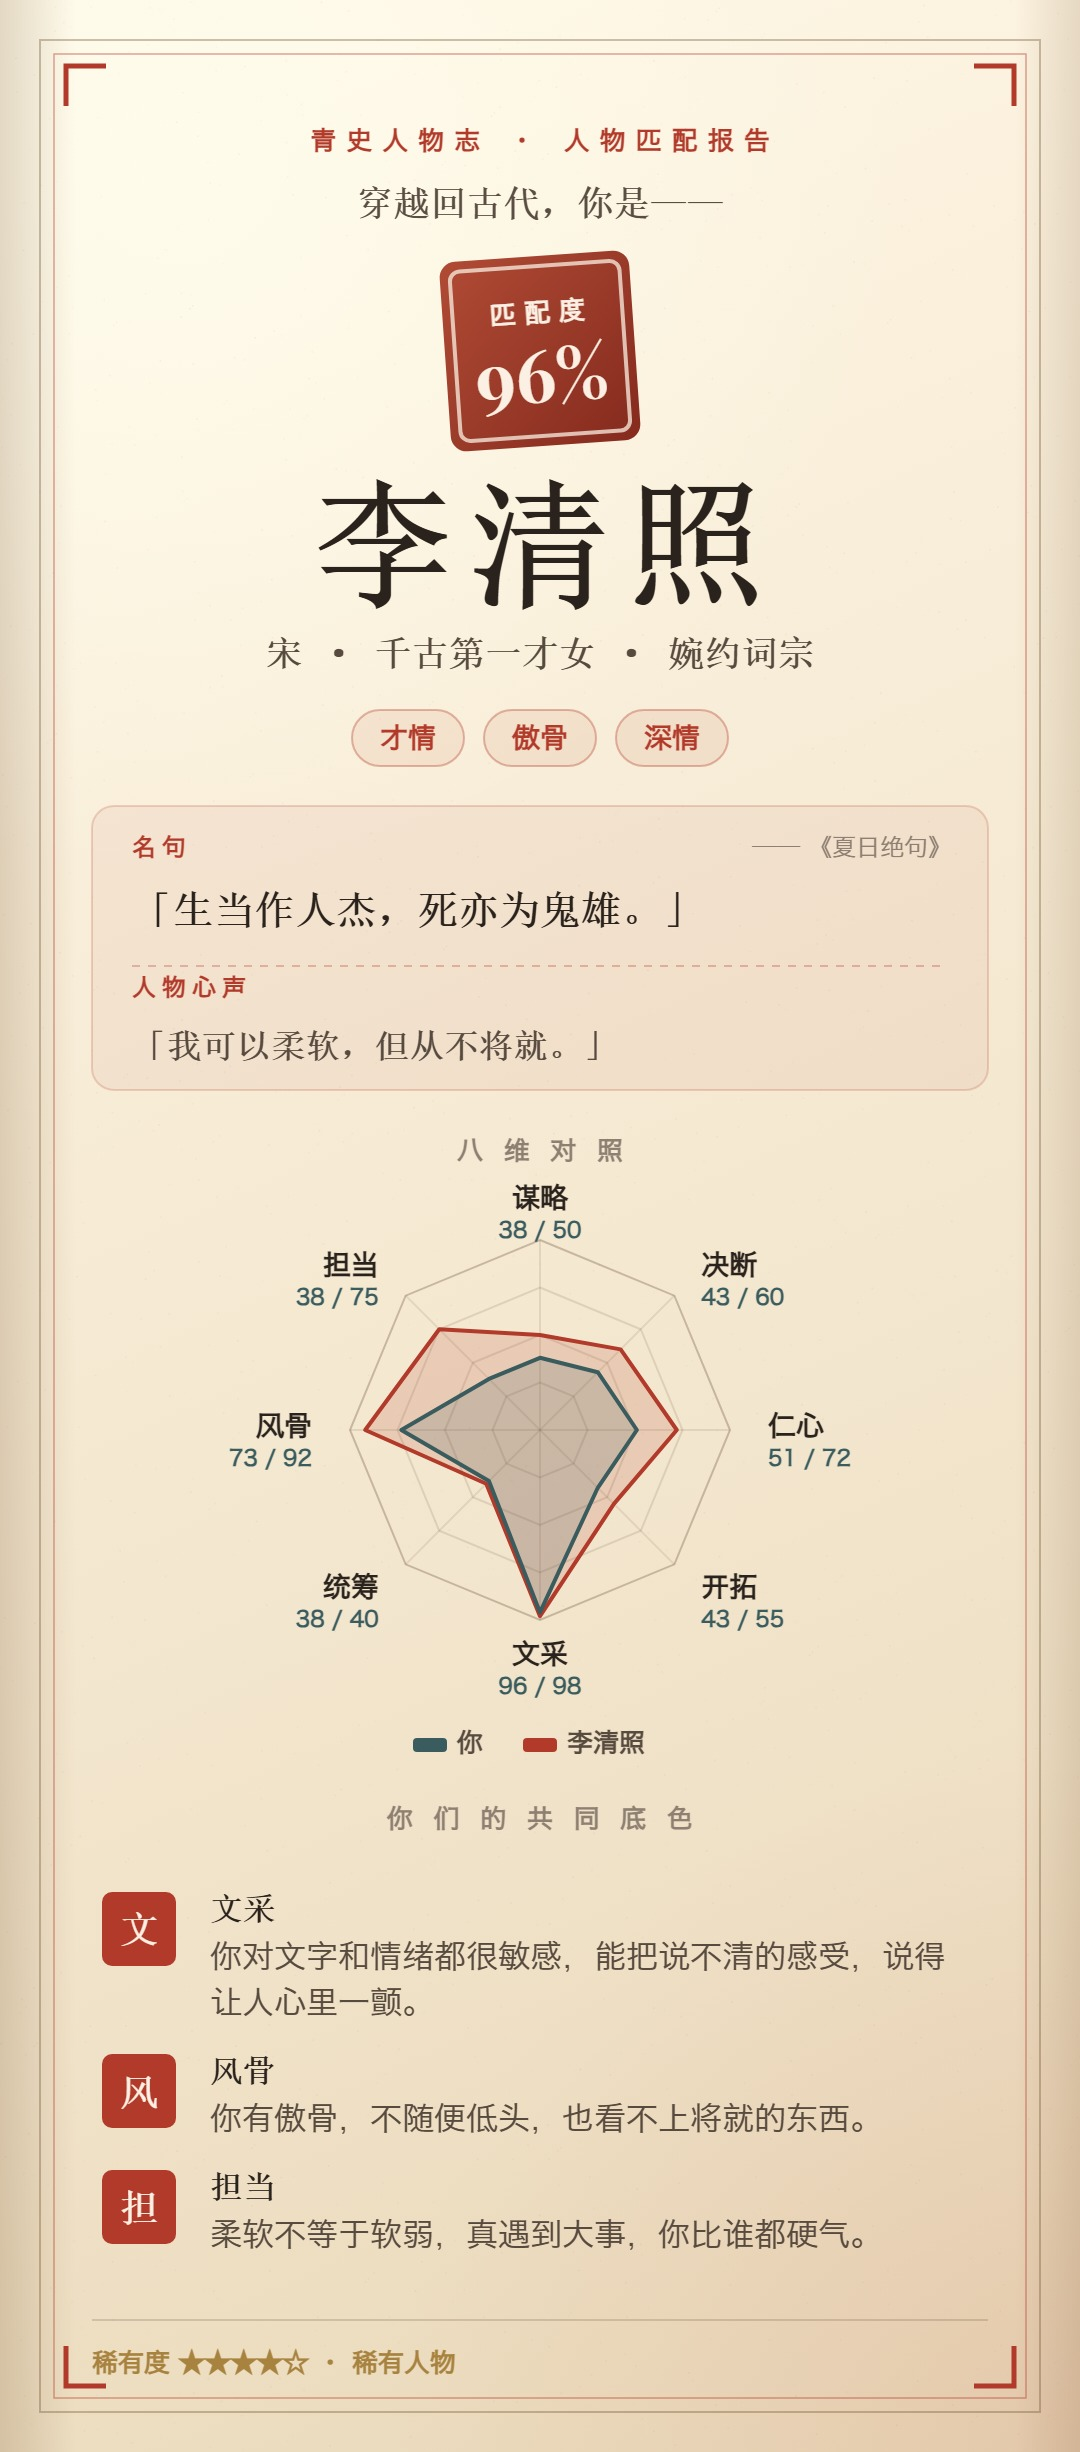 青史人物志 · 人物匹配报告
穿越回古代，你是——
匹配度
96%
李清照
宋 • 千古第一才女 • 婉约词宗
才情 傲骨 深情
名句 —— 《夏日绝句》
「生当作人杰，死亦为鬼雄。」
人物心声
「我可以柔软，但从不将就。」
八维对照
谋略
38 / 50
担当
38 / 75
决断
43 / 60
风骨
73 / 92
仁心
51 / 72
统筹
38 / 40
开拓
43 / 55
文采
96 / 98
你 李清照
你们的共同底色
文
文采
你对文字和情绪都很敏感，能把说不清的感受，说得
让人心里一颤。
风
风骨
你有傲骨，不随便低头，也看不上将就的东西。
担
担当
柔软不等于软弱，真遇到大事，你比谁都硬气。
稀有度 ★★★★☆ · 稀有人物